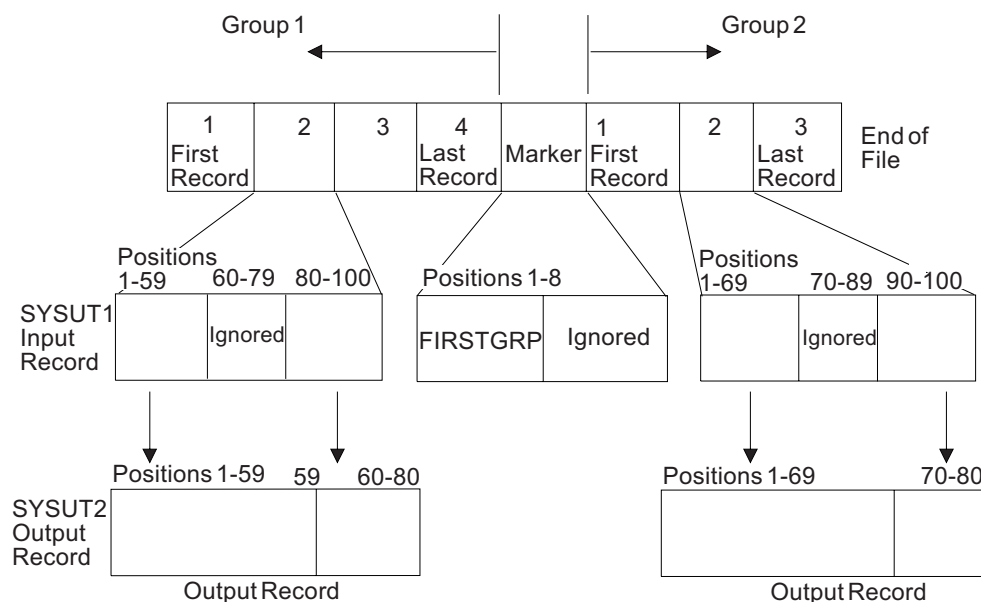 Group 1
Group 2
1
First
Record
2
3
4
Last
Record
Marker
1
First
Record
2
3
Last
Record
End of
File
Positions
1-59
60-79
80-100
Positions 1-8
Positions
1-69
70-89
90-100
SYSUT1
Input
Record
Ignored
FIRSTGRP
Ignored
Ignored
Positions 1-59
59
60-80
Positions 1-69
70-80
SYSUT2
Output
Record
Output Record
Output Record